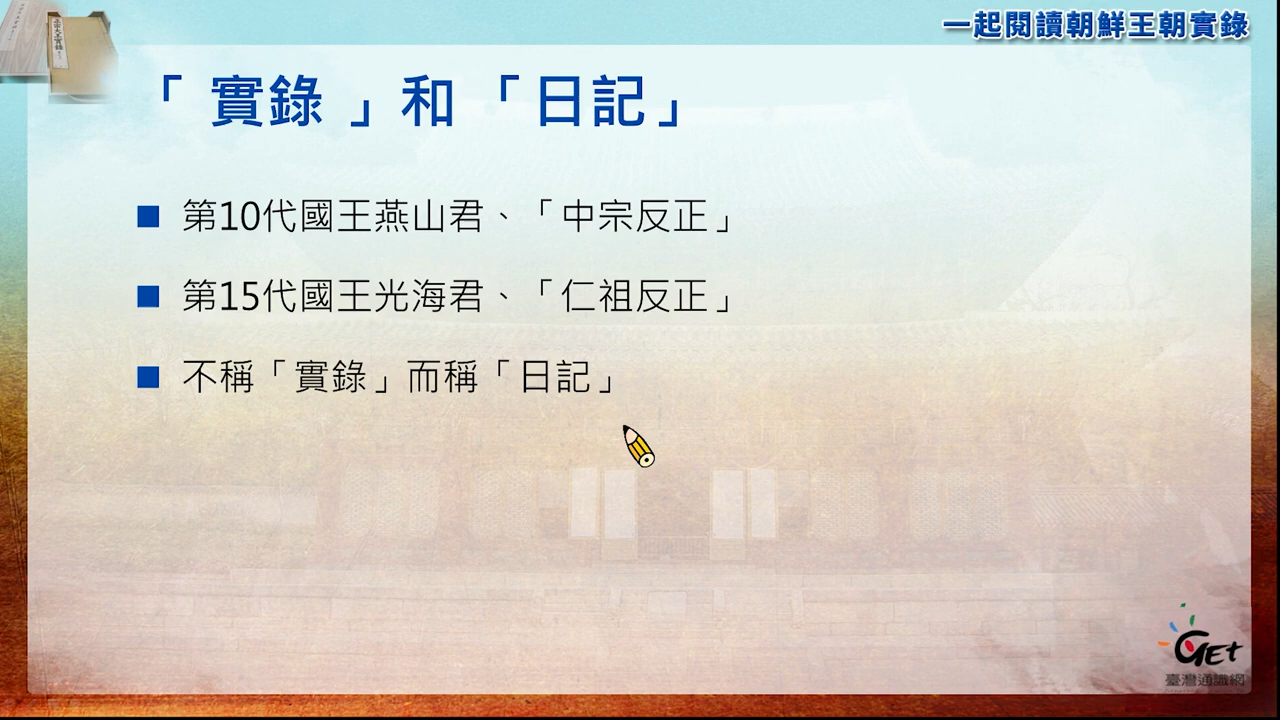 一起閱讀朝鮮王朝實錄
「 實錄 」和 「日記」
第10代國王燕山君、「中宗反正」
第15代國王光海君、「仁祖反正」
不稱「實錄」而稱「日記」
GEt
臺灣通識網